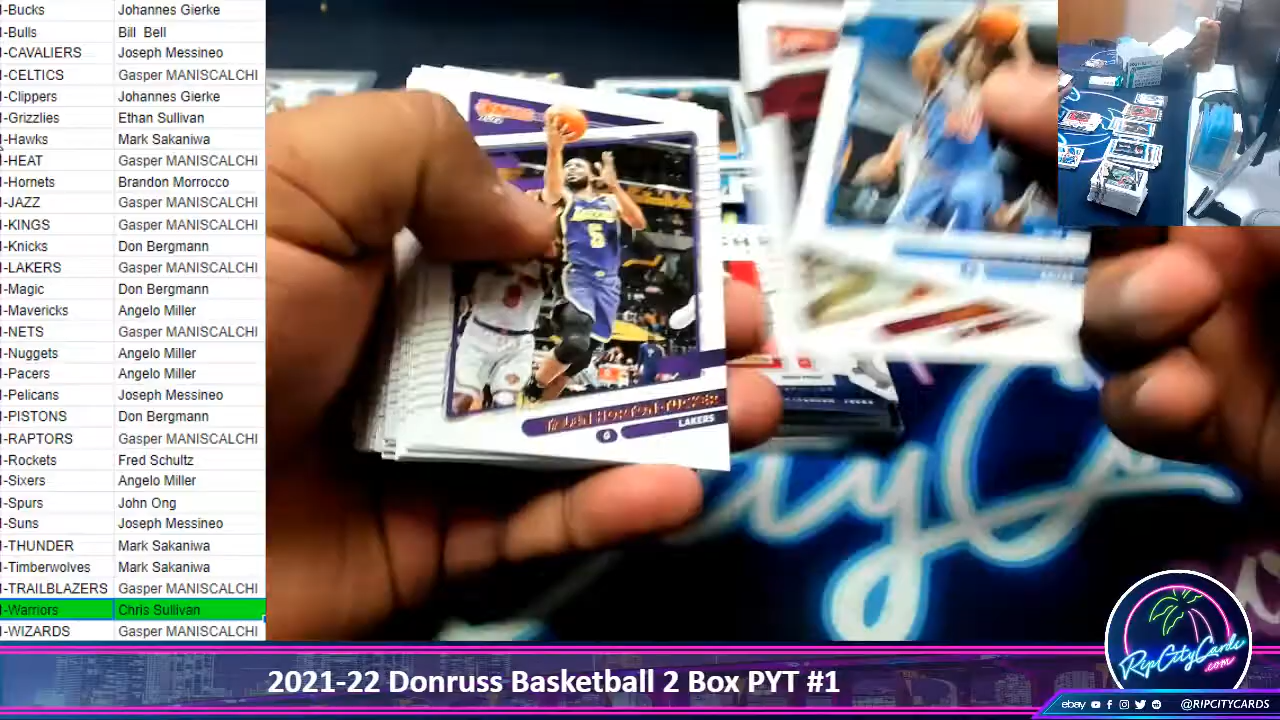 I-Bucks Johannes Gierke
I-Bulls Bill Bell
I-CAVALIERS Joseph Messineo
I-CELTICS Gasper MANISCALCHI
I-Clippers Johannes Gierke
I-Grizzlies Ethan Sullivan
I-Hawks Mark Sakaniwa
I-HEAT Gasper MANISCALCHI
I-Hornets Brandon Morrocco
I-JAZZ Gasper MANISCALCHI
I-KINGS Gasper MANISCALCHI
I-Knicks Don Bergmann
I-LAKERS Gasper MANISCALCHI
I-Magic Don Bergmann
I-Mavericks Angelo Miller
I-NETS Gasper MANISCALCHI
I-Nuggets Angelo Miller
I-Pacers Angelo Miller
I-Pelicans Joseph Messineo
I-PISTONS Don Bergmann
I-RAPTORS Gasper MANISCALCHI
I-Rockets Fred Schultz
I-Sixers Angelo Miller
I-Spurs John Ong
I-Suns Joseph Messineo
I-THUNDER Mark Sakaniwa
I-Timberwolves Mark Sakaniwa
I-TRAILBLAZERS Gasper MANISCALCHI
I-Warriors Chris Sullivan
I-WIZARDS Gasper MANISCALCHI
LAKERS
5
TALEN HORTON-TUCKER
G LAKERS
RipCityCards
.com
2021-22 Donruss Basketball 2 Box PYT #1
ebay @RIPCITYCARDS